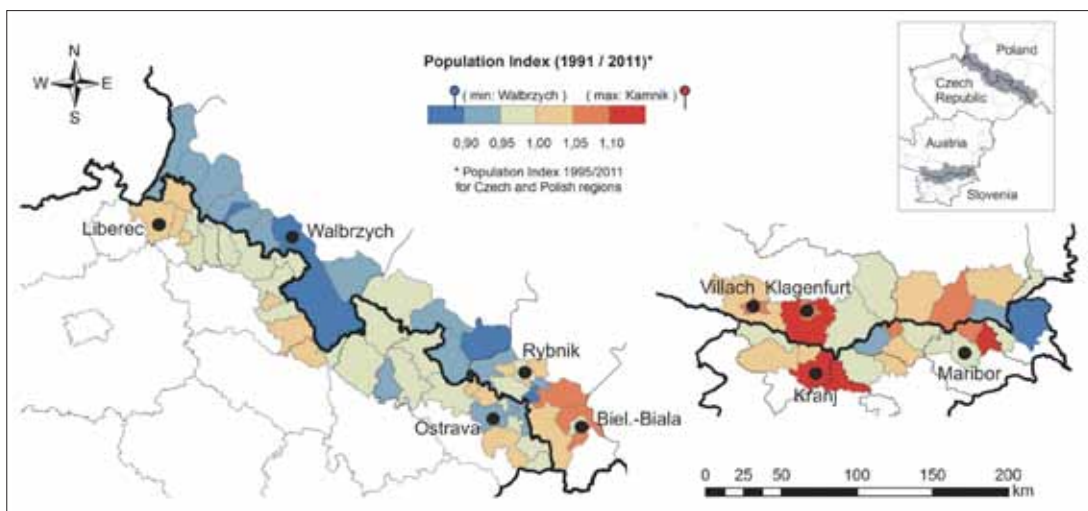 N
W E
S
Population Index (1991 / 2011)*
( min: Walbrzych ) ( max: Kamnik )
0,90 0,95 1,00 1,05 1,10
* Population Index 1995/2011
for Czech and Polish regions
Poland
Czech
Republic
Austria
Slovenia
Liberec
Walbrzych
Rybnik
Ostrava
Biel.-Biala
Villach Klagenfurt
Maribor
Kranj
0 50 100 150 200
km